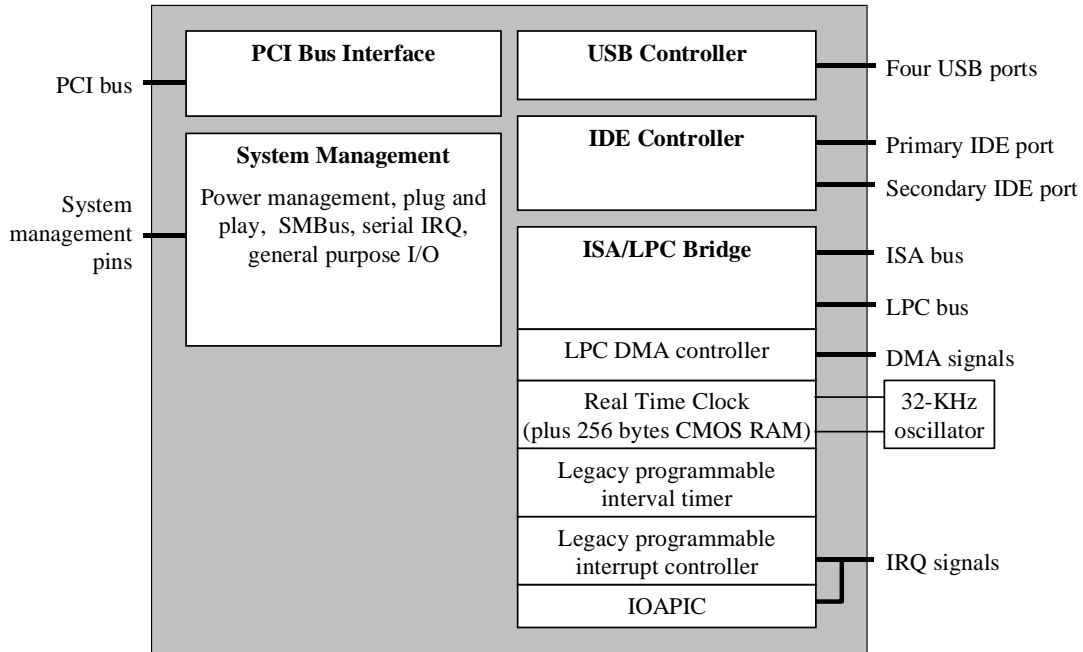 PCI Bus Interface
USB Controller
PCI bus
Four USB ports
IDE Controller
Primary IDE port
Secondary IDE port
System Management
Power management, plug and
play, SMBus, serial IRQ,
general purpose I/O
System
management
pins
ISA/LPC Bridge
ISA bus
LPC bus
LPC DMA controller
DMA signals
Real Time Clock
(plus 256 bytes CMOS RAM)
32-KHz
oscillator
Legacy programmable
interval timer
Legacy programmable
interrupt controller
IRQ signals
IOAPIC